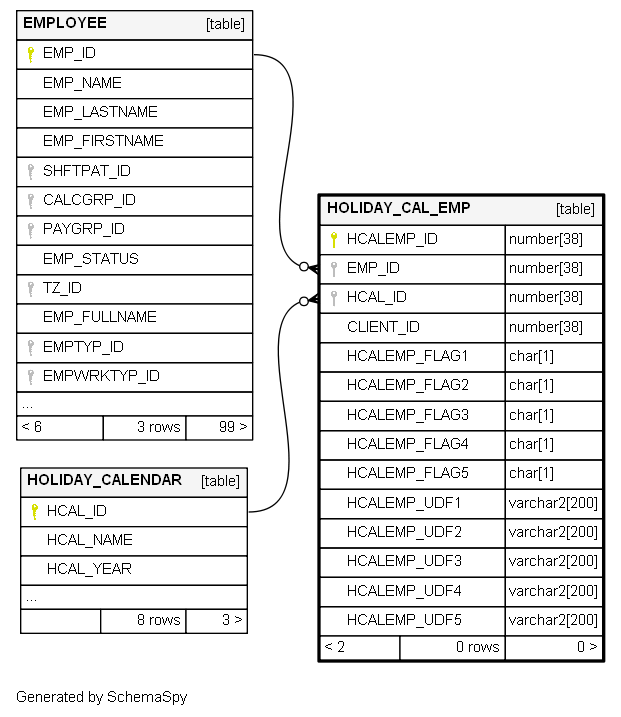 EMPLOYEE [table]
EMP_ID
EMP_NAME
EMP_LASTNAME
EMP_FIRSTNAME
SHFTPAT_ID
CALCGRP_ID
PAYGRP_ID
EMP_STATUS
TZ_ID
EMP_FULLNAME
EMPTYP_ID
EMPWRKTYP_ID
...
< 6 3 rows 99 >
HOLIDAY_CALENDAR [table]
HCAL_ID
HCAL_NAME
HCAL_YEAR
...
8 rows 3 >
HOLIDAY_CAL_EMP [table]
HCALEMP_ID number[38]
EMP_ID number[38]
HCAL_ID number[38]
CLIENT_ID number[38]
HCALEMP_FLAG1 char[1]
HCALEMP_FLAG2 char[1]
HCALEMP_FLAG3 char[1]
HCALEMP_FLAG4 char[1]
HCALEMP_FLAG5 char[1]
HCALEMP_UDF1 varchar2[200]
HCALEMP_UDF2 varchar2[200]
HCALEMP_UDF3 varchar2[200]
HCALEMP_UDF4 varchar2[200]
HCALEMP_UDF5 varchar2[200]
< 2 0 rows 0 >
Generated by SchemaSpy